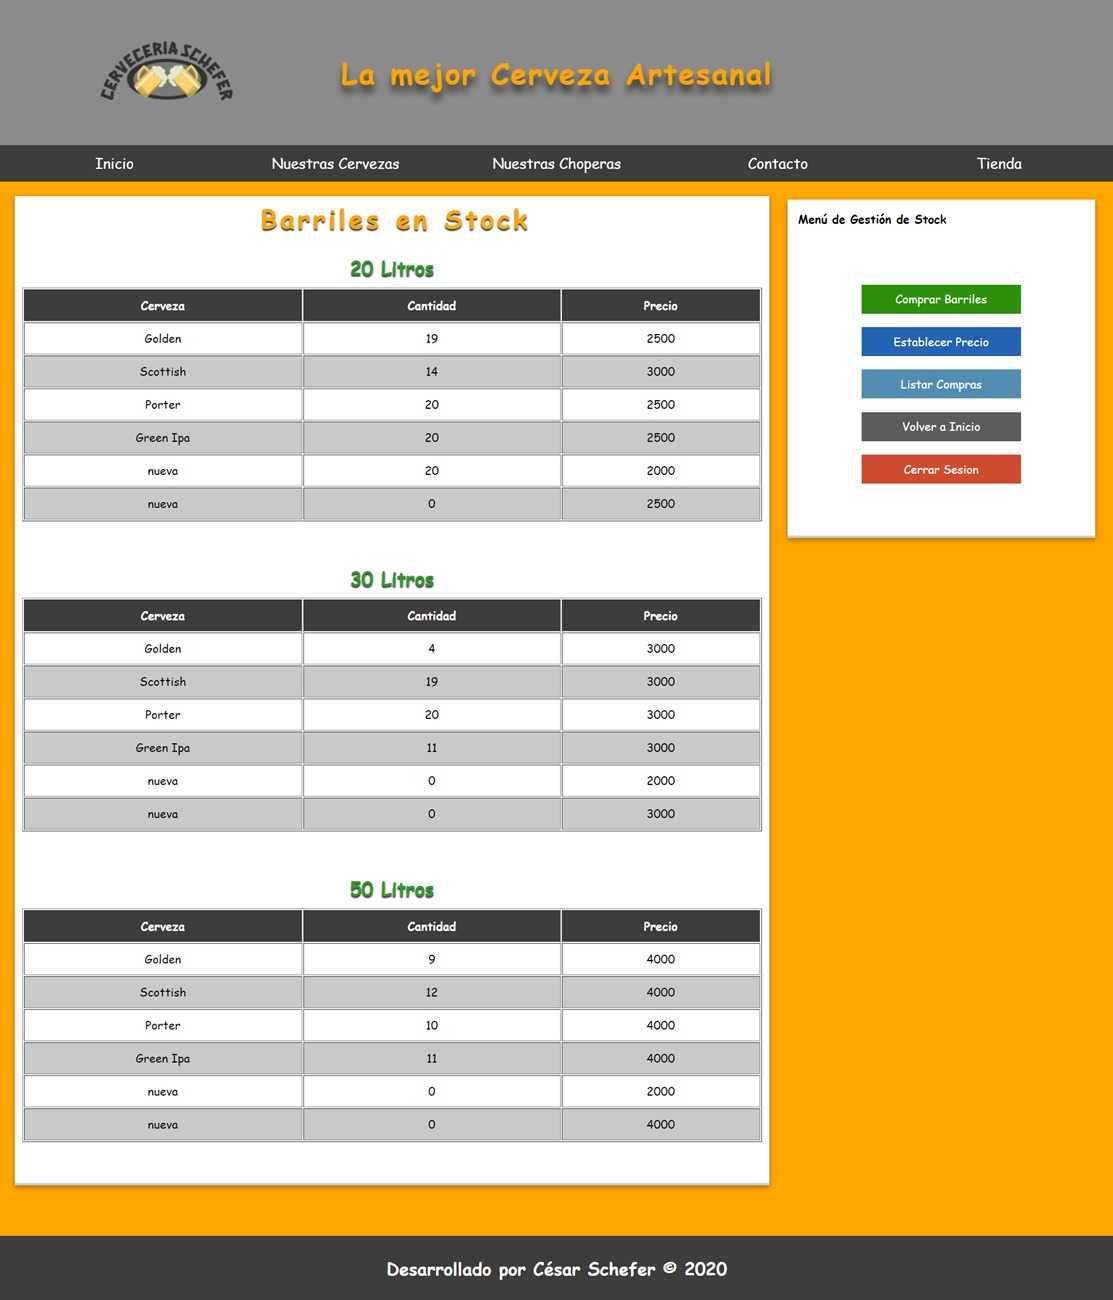 CERVECERIA SCHEFER
La mejor Cerveza Artesanal
Inicio Nuestras Cervezas Nuestras Choperas Contacto Tienda
Barriles en Stock
20 Litros
Cerveza Cantidad Precio
Golden 19 2500
Scottish 14 3000
Porter 20 2500
Green Ipa 20 2500
nueva 20 2000
nueva 0 2500
30 Litros
Cerveza Cantidad Precio
Golden 4 3000
Scottish 19 3000
Porter 20 3000
Green Ipa 11 3000
nueva 0 2000
nueva 0 3000
50 Litros
Cerveza Cantidad Precio
Golden 9 4000
Scottish 12 4000
Porter 10 4000
Green Ipa 11 4000
nueva 0 2000
nueva 0 4000
Menú de Gestión de Stock
Comprar Barriles
Establecer Precio
Listar Compras
Volver a Inicio
Cerrar Sesion
Desarrollado por César Schefer © 2020